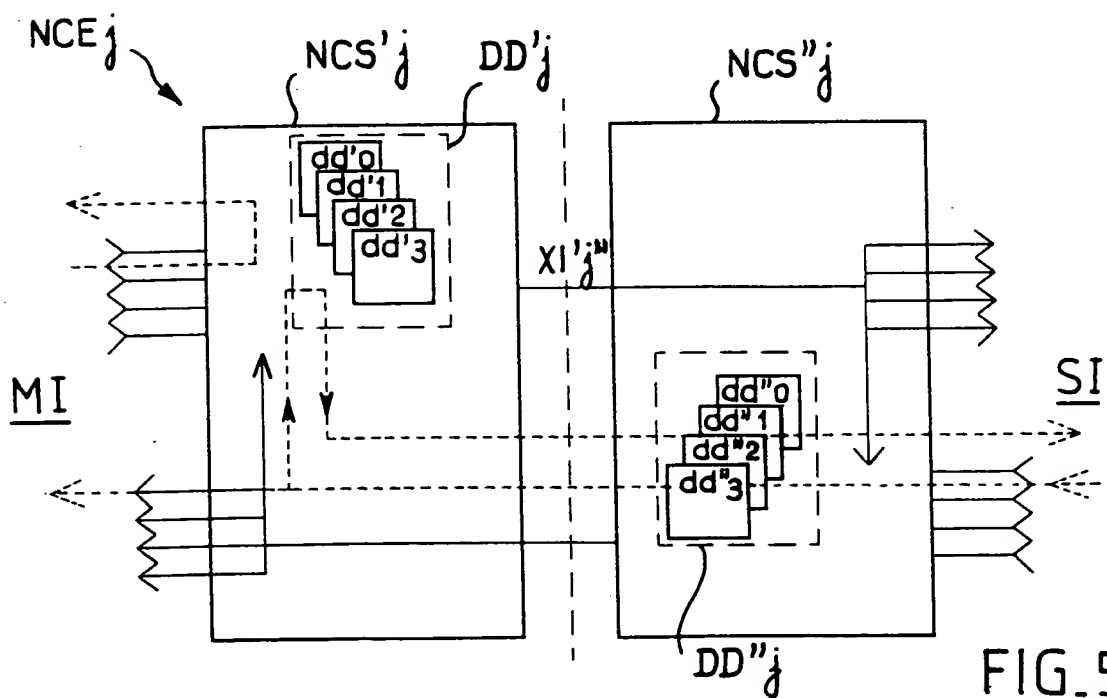 NCEj
NCS'j
DD'j
NCS"j
dd'0
dd'1
dd'2
dd'3
XI'j"
MI
SI
dd"0
dd"1
dd"2
dd"3
DD"j
FIG_5